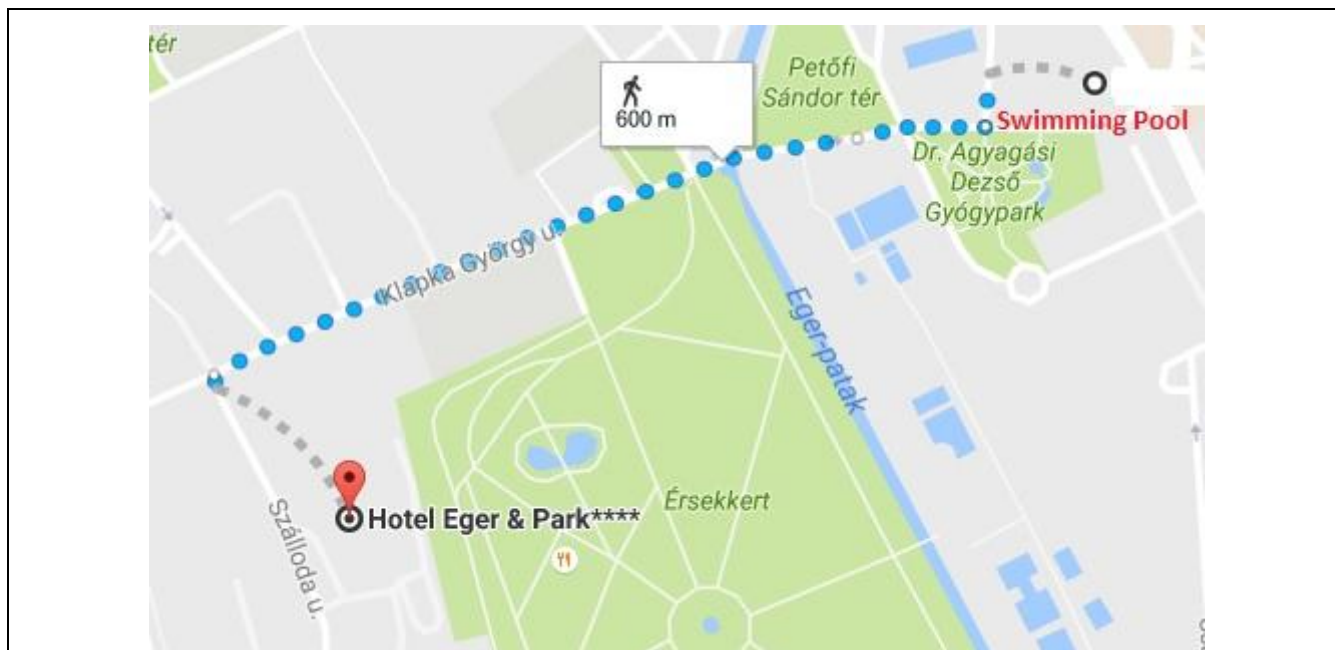 tér
600 m
Petőfi
Sándor tér
Swimming Pool
Dr. Agyagási
Dezső
Gyógypark
Klapka György u.
Eger-patak
Érsekkert
Hotel Eger & Park****
Szálloda u.